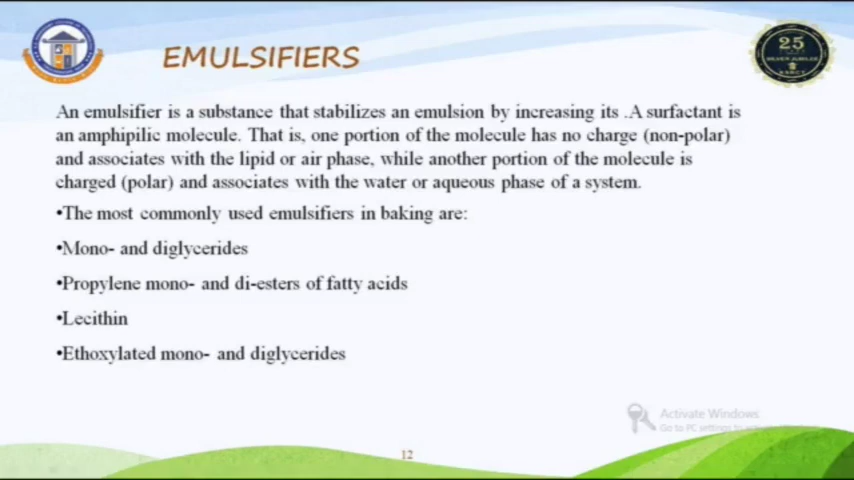 EMULSIFIERS
25
SILVER JUBILEE
An emulsifier is a substance that stabilizes an emulsion by increasing its .A surfactant is
an amphipilic molecule. That is, one portion of the molecule has no charge (non-polar)
and associates with the lipid or air phase, while another portion of the molecule is
charged (polar) and associates with the water or aqueous phase of a system.
•The most commonly used emulsifiers in baking are:
•Mono- and diglycerides
•Propylene mono- and di-esters of fatty acids
•Lecithin
•Ethoxylated mono- and diglycerides
Activate Windows
Go to PC settings to
12